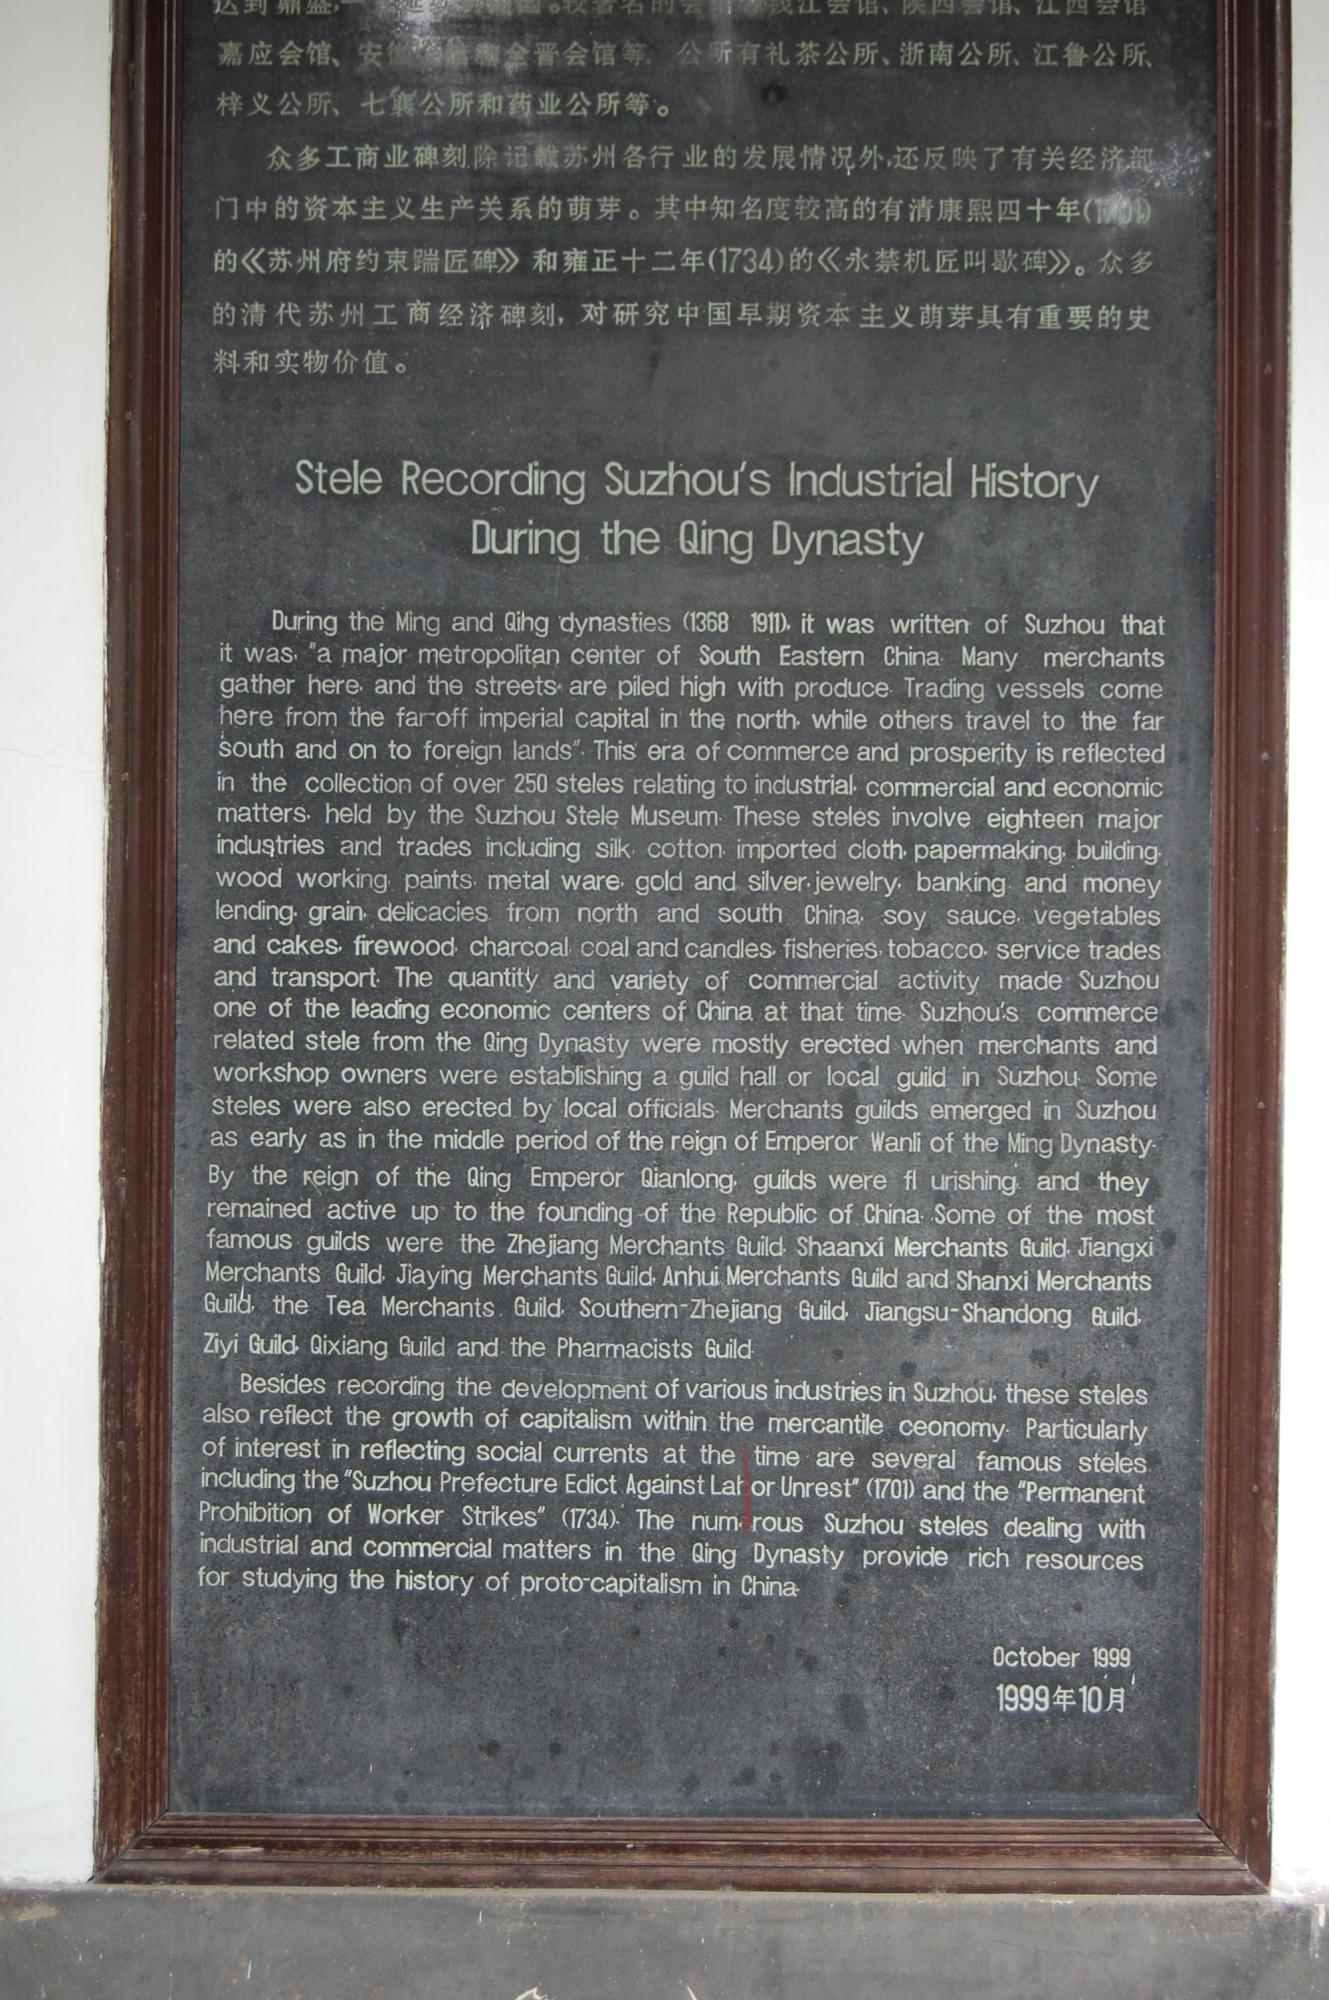 达到鼎盛,一 国。较著名的会 钱江会馆、陕西会馆、江西会馆
嘉应会馆、安徽会馆和全晋会馆等。公所有礼茶公所、浙南公所、江鲁公所、
梓义公所、七襄公所和药业公所等。
众多工商业碑刻除记载苏州各行业的发展情况外,还反映了有关经济部
门中的资本主义生产关系的萌芽。其中知名度较高的有清康熙四十年(1701)
的《苏州府约束踹匠碑》和雍正十二年(1734)的《永禁机匠叫歇碑》。众多
的清代苏州工商经济碑刻,对研究中国早期资本主义萌芽具有重要的史
料和实物价值。
Stele Recording Suzhou's Industrial History
During the Qing Dynasty
During the Ming and Qihg dynasties (1368 1911), it was written of Suzhou that
it was, "a major metropolitan center of South Eastern China. Many merchants
gather here, and the streets are piled high with produce. Trading vessels come
here from the far-off imperial capital in the north, while others travel to the far
south and on to foreign lands". This era of commerce and prosperity is reflected
in the collection of over 250 steles relating to industrial, commercial and economic
matters, held by the Suzhou Stele Museum. These steles involve eighteen major
industries and trades including silk, cotton, imported cloth, papermaking, building,
wood working, paints, metal ware, gold and silver jewelry, banking and money
lending, grain, delicacies from north and south China, soy sauce, vegetables
and cakes, firewood, charcoal, coal and candles, fisheries, tobacco, service trades
and transport. The quantity and variety of commercial activity made Suzhou
one of the leading economic centers of China at that time. Suzhou's commerce
related stele from the Qing Dynasty were mostly erected when merchants and
workshop owners were establishing a guild hall or local guild in Suzhou. Some
steles were also erected by local officials. Merchants guilds emerged in Suzhou
as early as in the middle period of the reign of Emperor Wanli of the Ming Dynasty.
By the reign of the Qing Emperor Qianlong, guilds were fl urishing, and they
remained active up to the founding of the Republic of China. Some of the most
famous guilds were the Zhejiang Merchants Guild, Shaanxi Merchants Guild, Jiangxi
Merchants Guild, Jiaying Merchants Guild, Anhui Merchants Guild and Shanxi Merchants
Guild, the Tea Merchants Guild, Southern-Zhejiang Guild, Jiangsu-Shandong Guild,
Ziyi Guild, Qixiang Guild and the Pharmacists Guild.
Besides recording the development of various industries in Suzhou, these steles
also reflect the growth of capitalism within the mercantile ceonomy. Particularly
of interest in reflecting social currents at the time are several famous steles
including the "Suzhou Prefecture Edict Against Labor Unrest" (1701) and the "Permanent
Prohibition of Worker Strikes" (1734). The numerous Suzhou steles dealing with
industrial and commercial matters in the Qing Dynasty provide rich resources
for studying the history of proto-capitalism in China.
October 1999
1999年10月